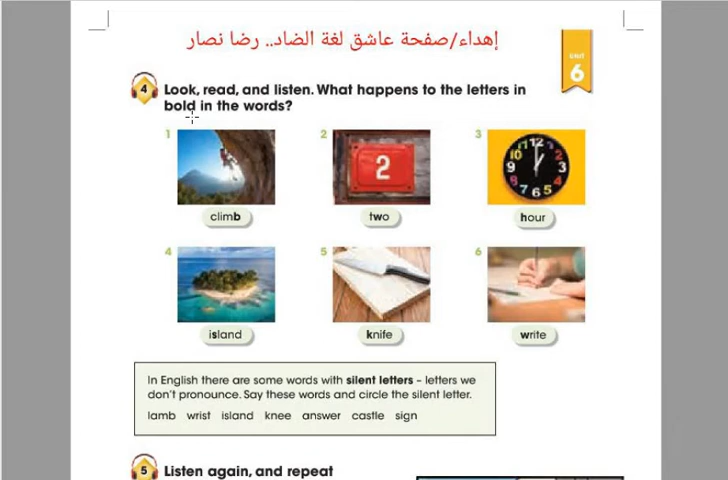 إهداء/صفحة عاشق لغة الضاد.. رضا نصار
Unit
6
4 Look, read, and listen. What happens to the letters in
bold in the words?
1
2
3
2
climb
two
hour
4
5
6
island
knife
write
In English there are some words with silent letters – letters we
don't pronounce. Say these words and circle the silent letter.
lamb wrist island knee answer castle sign
5 Listen again, and repeat